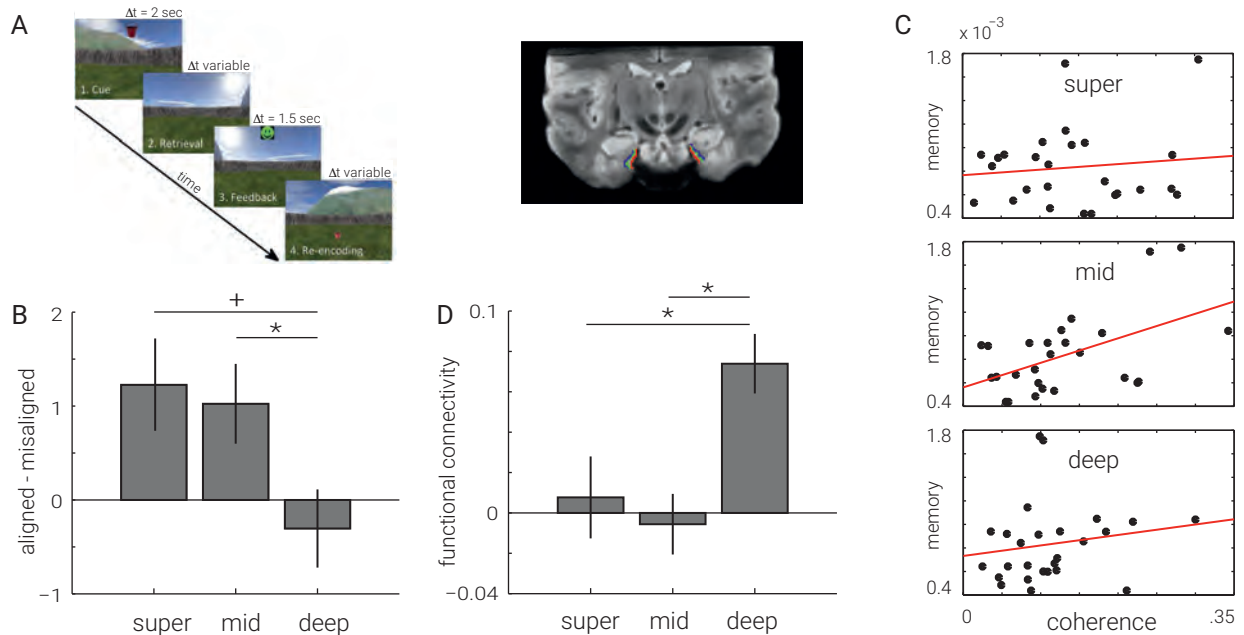 A
Δt = 2 sec
1. Cue
Δt variable
2. Retrieval
Δt = 1.5 sec
3. Feedback
Δt variable
4. Re-encoding
time
B
aligned - misaligned
2
1
0
−1
+
*
super mid deep
D
functional connectivity
0.1
0
−0.04
*
*
super mid deep
C
x 10⁻³
1.8
super
memory
0.4
1.8
mid
memory
0.4
1.8
deep
memory
0.4
0 .35
coherence